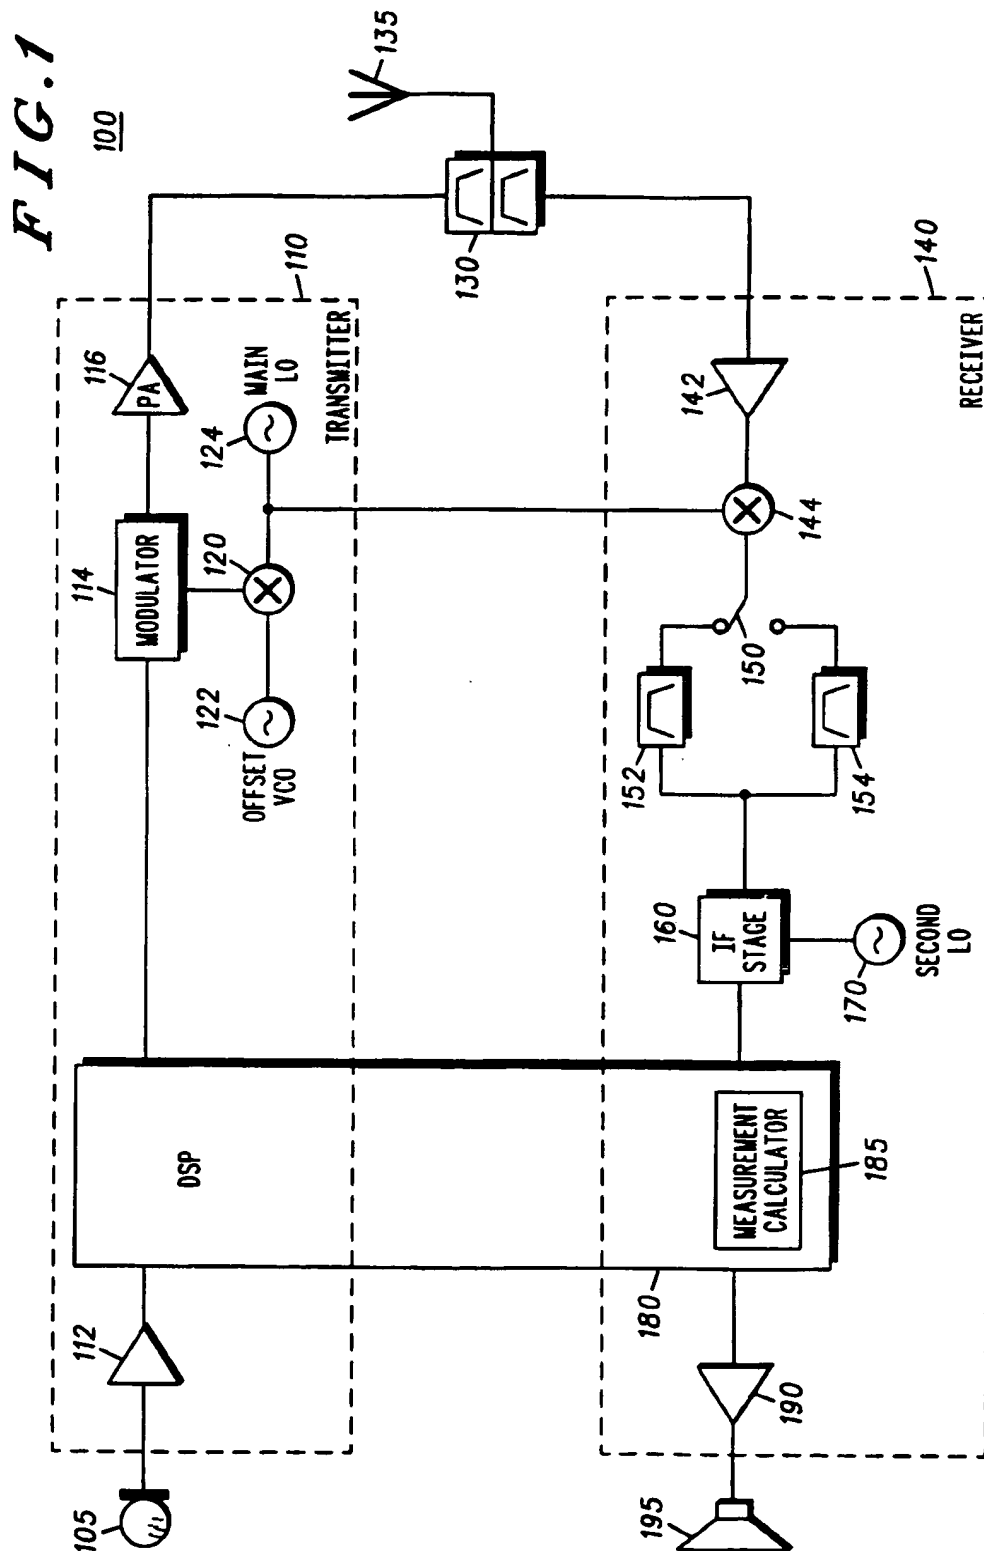 FIG.1
100
135
110
130
140
116
PA
MAIN
LO
124
TRANSMITTER
114
MODULATOR
120
122
OFFSET
VCO
142
RECEIVER
144
150
152
154
160
IF
STAGE
170
SECOND
LO
DSP
MEASUREMENT
CALCULATOR
185
180
112
190
105
195